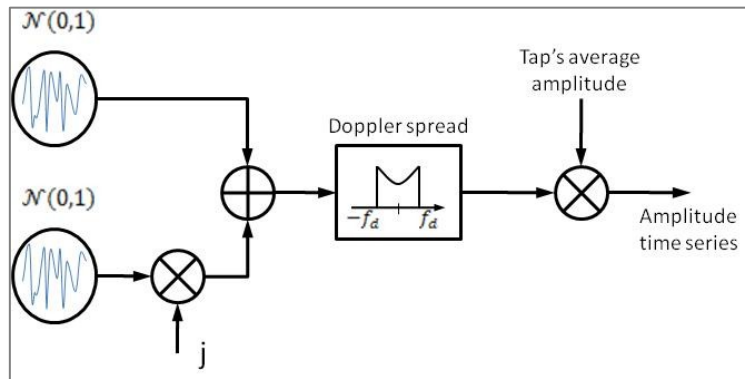 𝒩(0,1)
Tap's average
amplitude
Doppler spread
𝒩(0,1)
−f_d f_d
Amplitude
time series
j